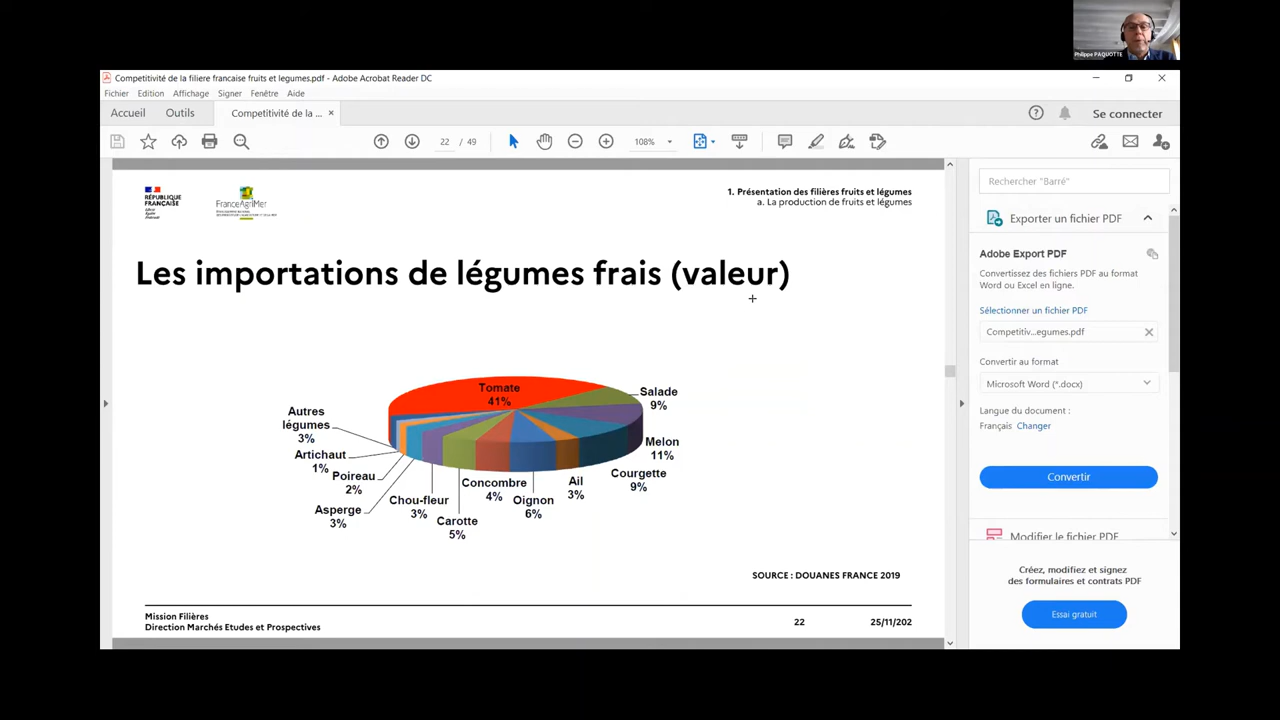 Philippe PAQUOTTE
Competitivité de la filiere francaise fruits et legumes.pdf - Adobe Acrobat Reader DC
Fichier Edition Affichage Signer Fenêtre Aide
Accueil Outils Competitivité de la ... × Se connecter
22 / 49 108%
RÉPUBLIQUE
FRANÇAISE
Liberté
Égalité
Fraternité
FranceAgriMer
1. Présentation des filières fruits et légumes
a. La production de fruits et légumes
Les importations de légumes frais (valeur)
Tomate
41%
Salade
9%
Melon
11%
Courgette
9%
Ail
3%
Oignon
6%
Concombre
4%
Carotte
5%
Chou-fleur
3%
Asperge
3%
Poireau
2%
Artichaut
1%
Autres
légumes
3%
SOURCE : DOUANES FRANCE 2019
Mission Filières
Direction Marchés Etudes et Prospectives
22
25/11/202
Rechercher "Barré"
Exporter un fichier PDF
Adobe Export PDF
Convertissez des fichiers PDF au format
Word ou Excel en ligne.
Sélectionner un fichier PDF
Competitiv...egumes.pdf
Convertir au format
Microsoft Word (*.docx)
Langue du document :
Français Changer
Convertir
Modifier le fichier PDF
Créez, modifiez et signez
des formulaires et contrats PDF
Essai gratuit